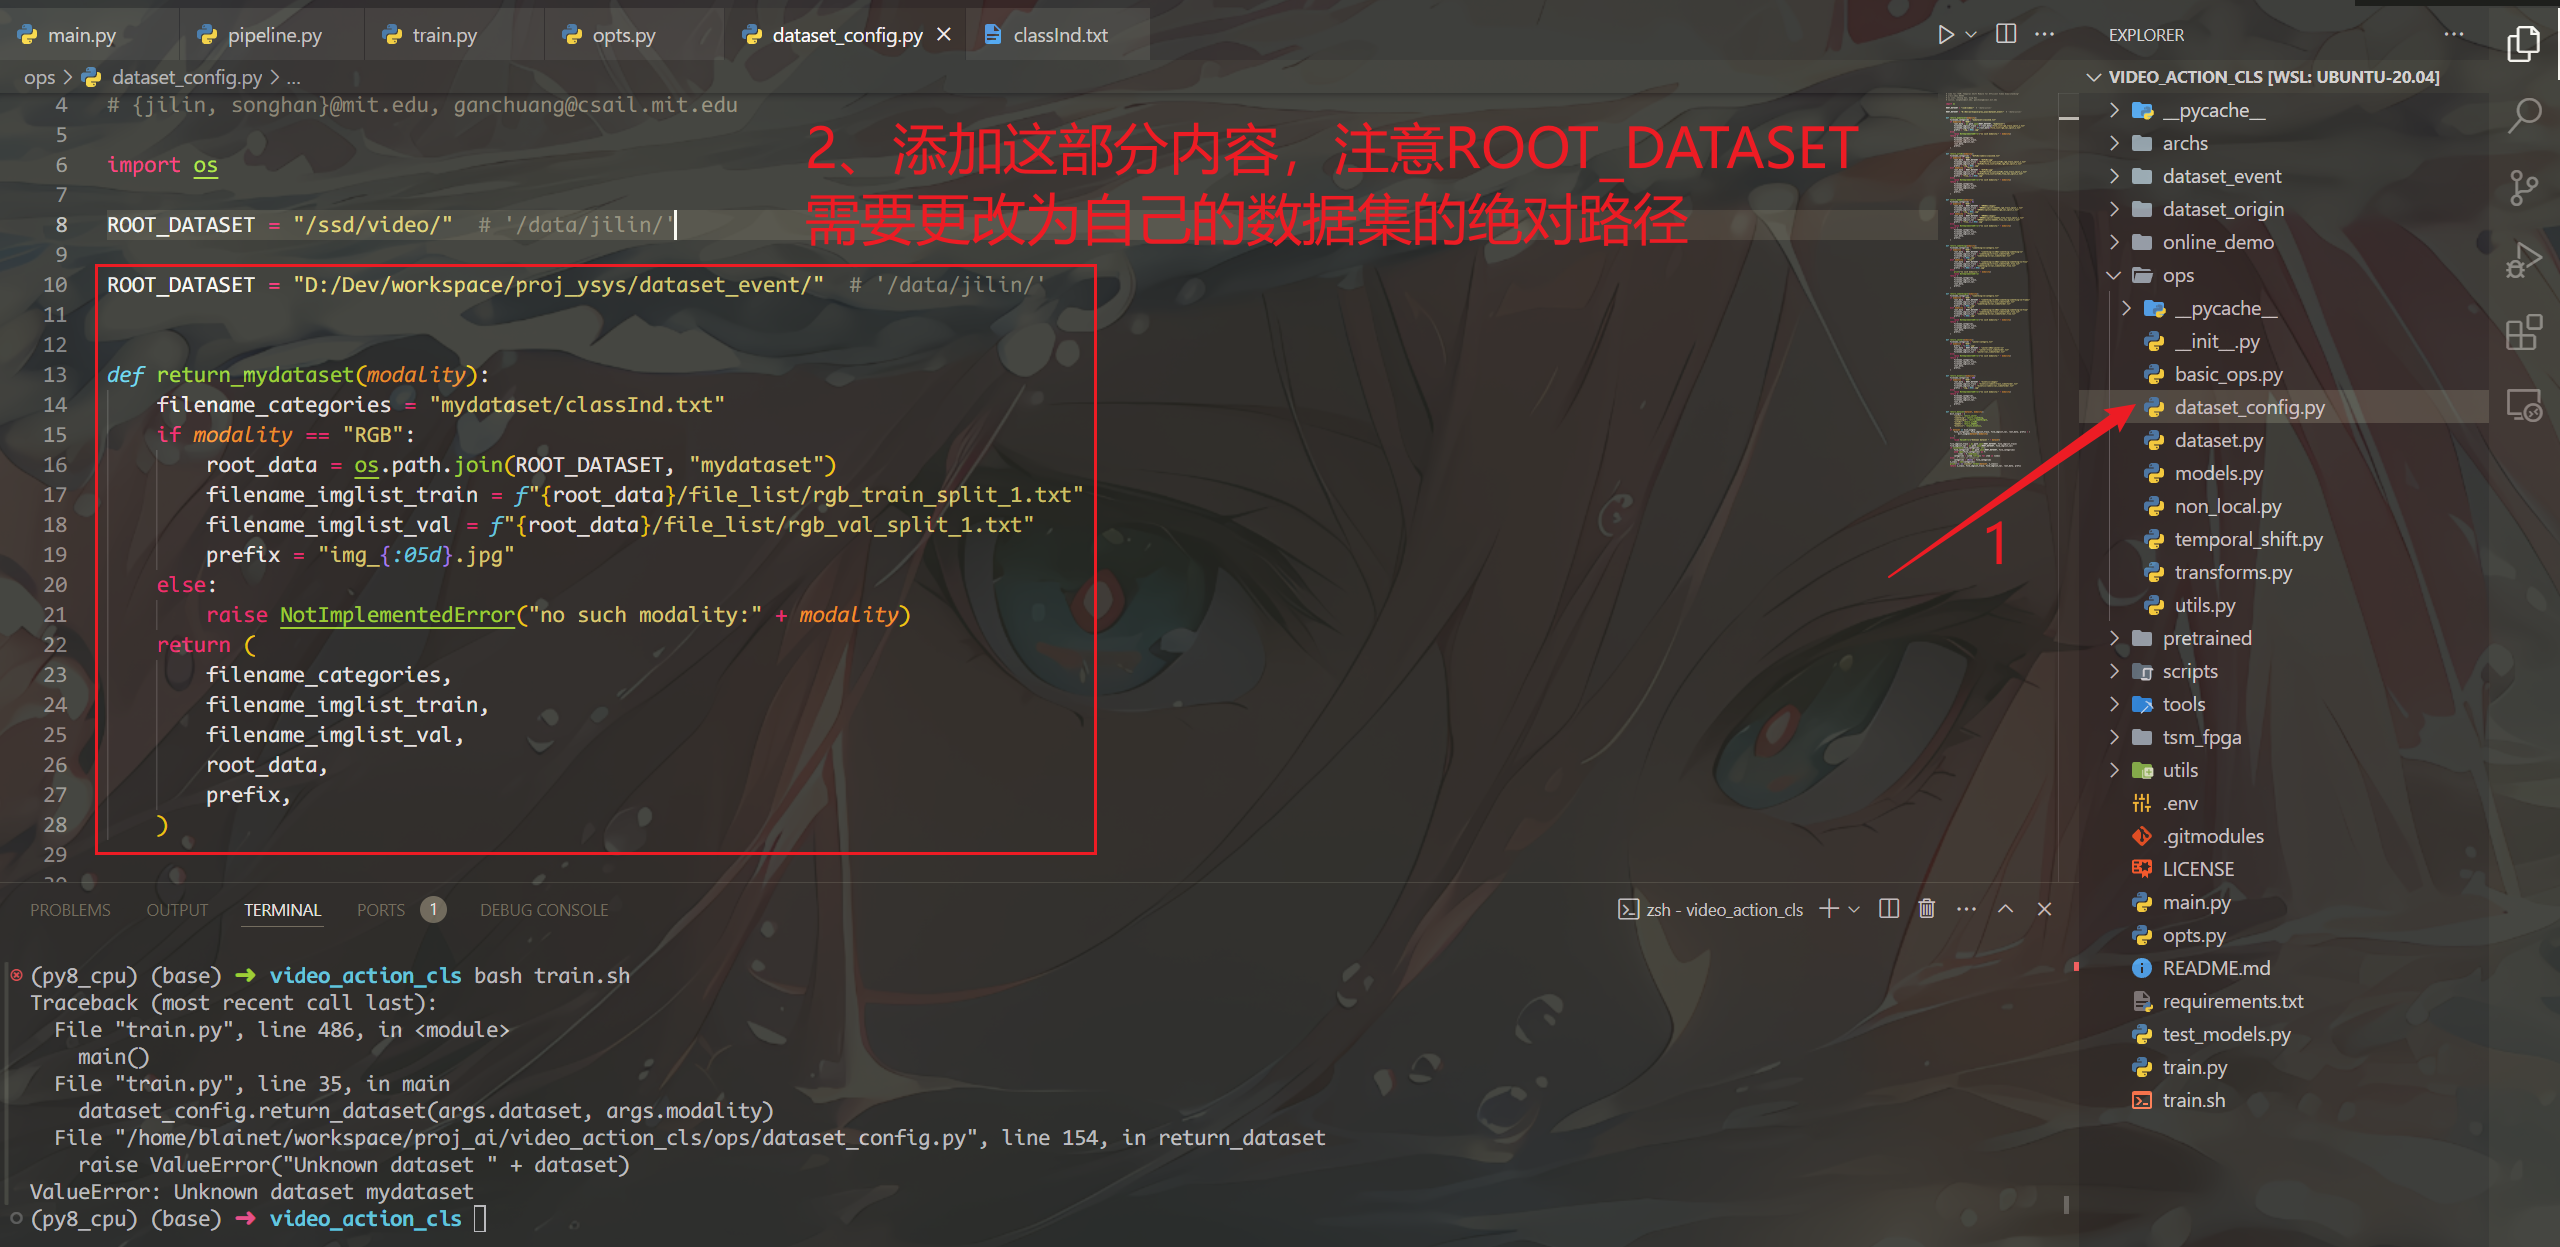 main.py
pipeline.py
train.py
opts.py
dataset_config.py
classInd.txt
ops > dataset_config.py > ...
4 # {jilin, songhan}@mit.edu, ganchuang@csail.mit.edu
5
6 import os
7
8 ROOT_DATASET = "/ssd/video/" # '/data/jilin/'
9
10 ROOT_DATASET = "D:/Dev/workspace/proj_ysys/dataset_event/" # '/data/jilin/'
11
12
13 def return_mydataset(modality):
14 filename_categories = "mydataset/classInd.txt"
15 if modality == "RGB":
16 root_data = os.path.join(ROOT_DATASET, "mydataset")
17 filename_imglist_train = f"{root_data}/file_list/rgb_train_split_1.txt"
18 filename_imglist_val = f"{root_data}/file_list/rgb_val_split_1.txt"
19 prefix = "img_{:05d}.jpg"
20 else:
21 raise NotImplementedError("no such modality:" + modality)
22 return (
23 filename_categories,
24 filename_imglist_train,
25 filename_imglist_val,
26 root_data,
27 prefix,
28 )
29
2、添加这部分内容，注意ROOT_DATASET
需要更改为自己的数据集的绝对路径
1
PROBLEMS OUTPUT TERMINAL PORTS 1 DEBUG CONSOLE
zsh - video_action_cls
(py8_cpu) (base) ➜ video_action_cls bash train.sh
Traceback (most recent call last):
File "train.py", line 486, in <module>
main()
File "train.py", line 35, in main
dataset_config.return_dataset(args.dataset, args.modality)
File "/home/blainet/workspace/proj_ai/video_action_cls/ops/dataset_config.py", line 154, in return_dataset
raise ValueError("Unknown dataset " + dataset)
ValueError: Unknown dataset mydataset
(py8_cpu) (base) ➜ video_action_cls
EXPLORER
VIDEO_ACTION_CLS [WSL: UBUNTU-20.04]
__pycache__
archs
dataset_event
dataset_origin
online_demo
ops
__pycache__
__init__.py
basic_ops.py
dataset_config.py
dataset.py
models.py
non_local.py
temporal_shift.py
transforms.py
utils.py
pretrained
scripts
tools
tsm_fpga
utils
.env
.gitmodules
LICENSE
main.py
opts.py
README.md
requirements.txt
test_models.py
train.py
train.sh